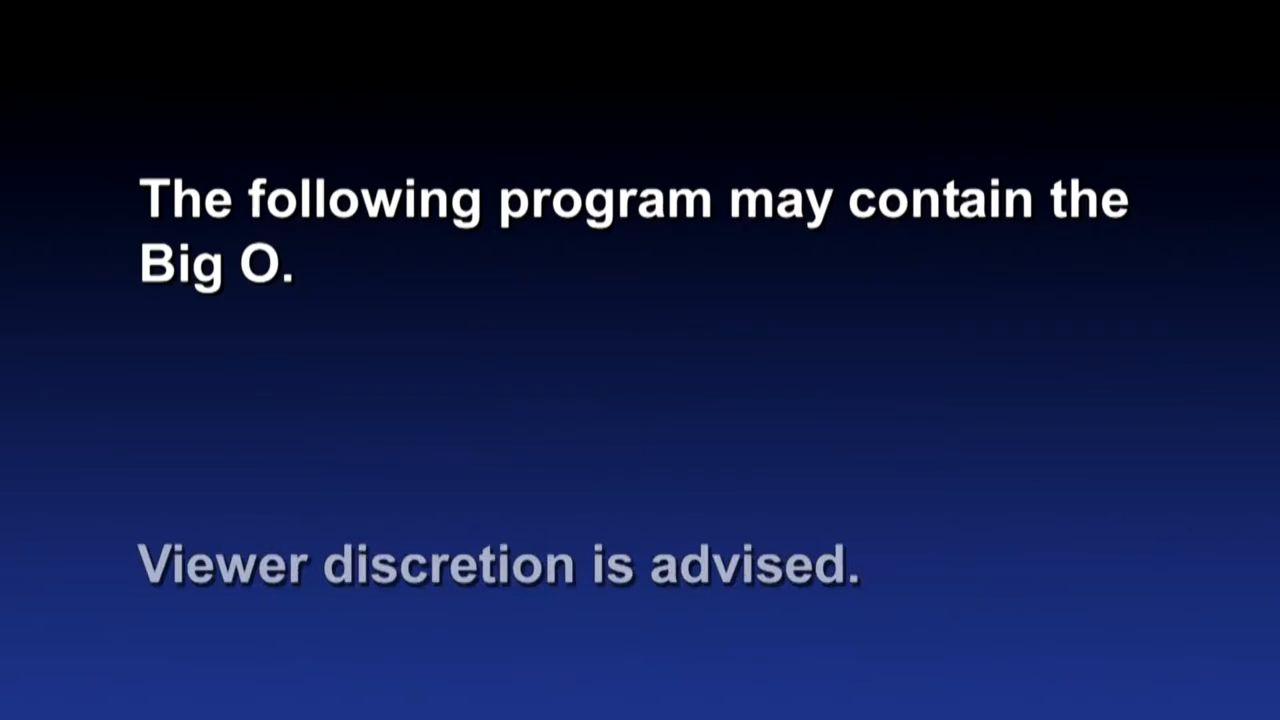 The following program may contain the
Big O.
Viewer discretion is advised.